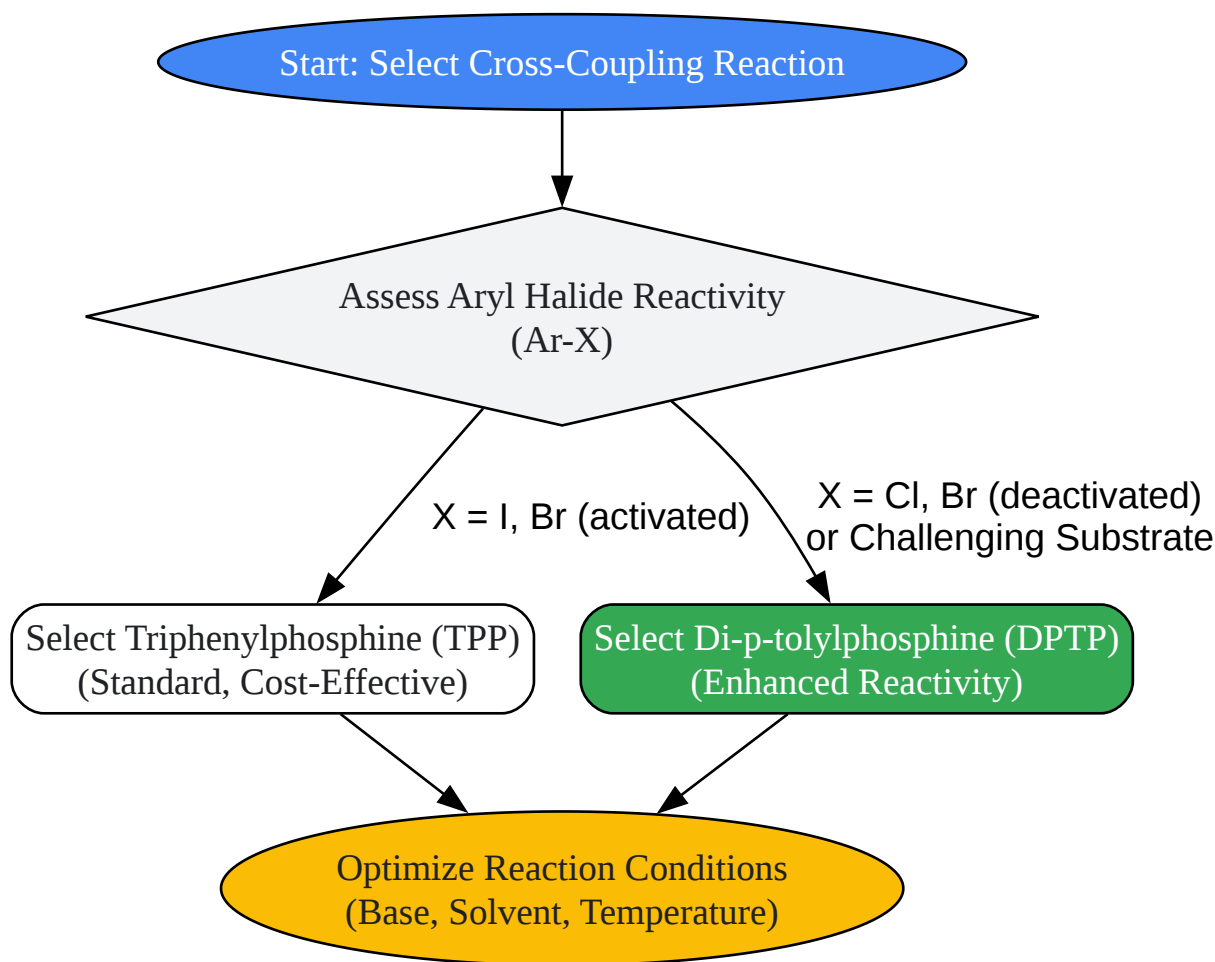 Start: Select Cross-Coupling Reaction
Assess Aryl Halide Reactivity
(Ar-X)
X = I, Br (activated)
X = Cl, Br (deactivated)
or Challenging Substrate
Select Triphenylphosphine (TPP)
(Standard, Cost-Effective)
Select Di-p-tolylphosphine (DPTP)
(Enhanced Reactivity)
Optimize Reaction Conditions
(Base, Solvent, Temperature)